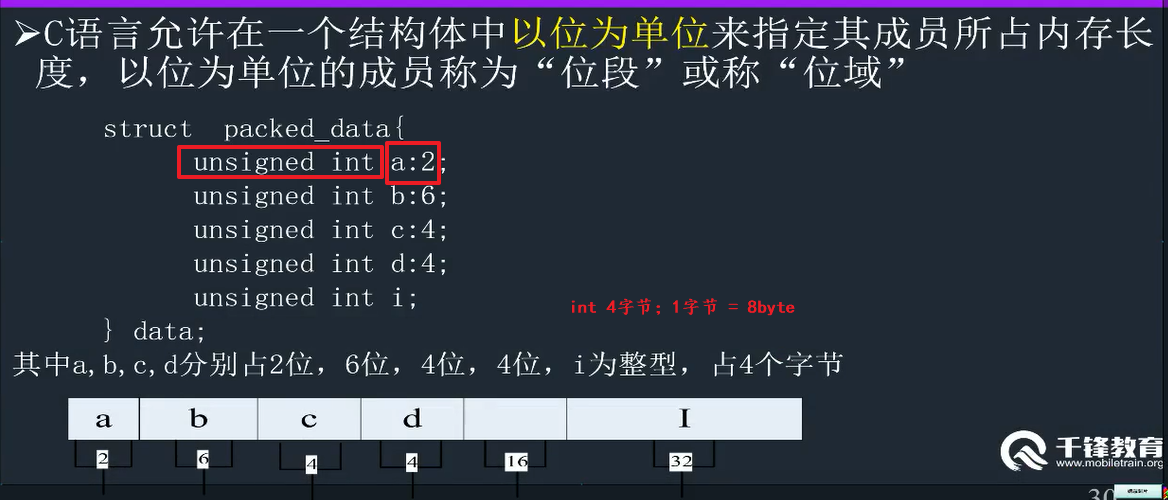 ➢C语言允许在一个结构体中以位为单位来指定其成员所占内存长
度，以位为单位的成员称为“位段”或称“位域”
struct packed_data{
unsigned int a:2;
unsigned int b:6;
unsigned int c:4;
unsigned int d:4;
unsigned int i;
int 4字节；1字节 = 8byte
} data;
其中a,b,c,d分别占2位，6位，4位，4位，i为整型，占4个字节
a b c d I
2 6 4 4 16 32
千锋教育
www.mobiletrain.org
30